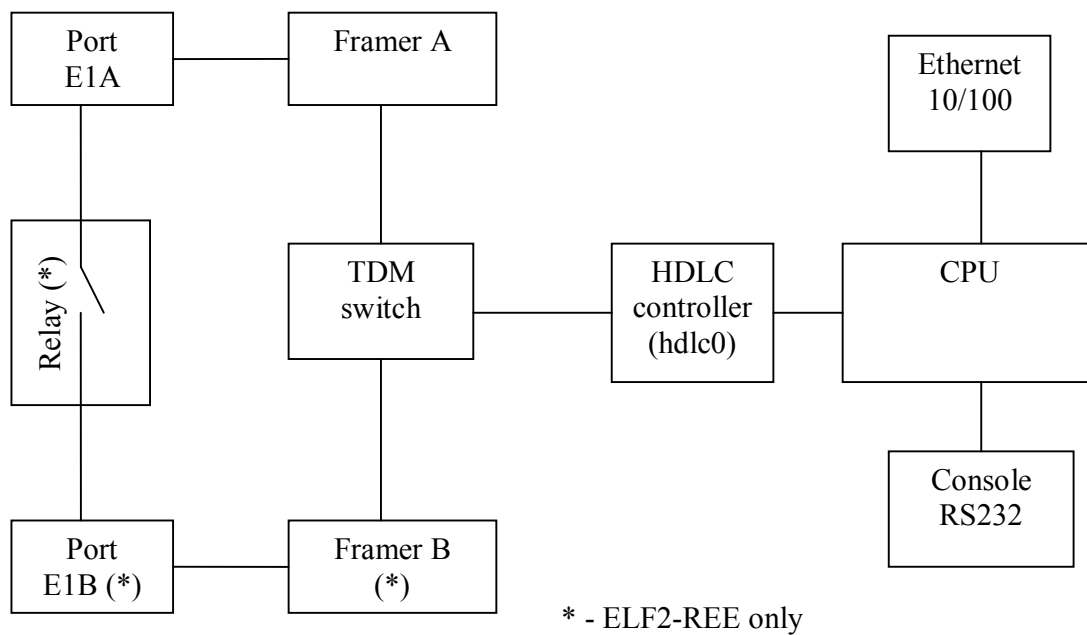 Port
E1A
Framer A
Ethernet
10/100
Relay (*)
TDM
switch
HDLC
controller
(hdlc0)
CPU
Console
RS232
Port
E1B (*)
Framer B
(*)
* - ELF2-REE only